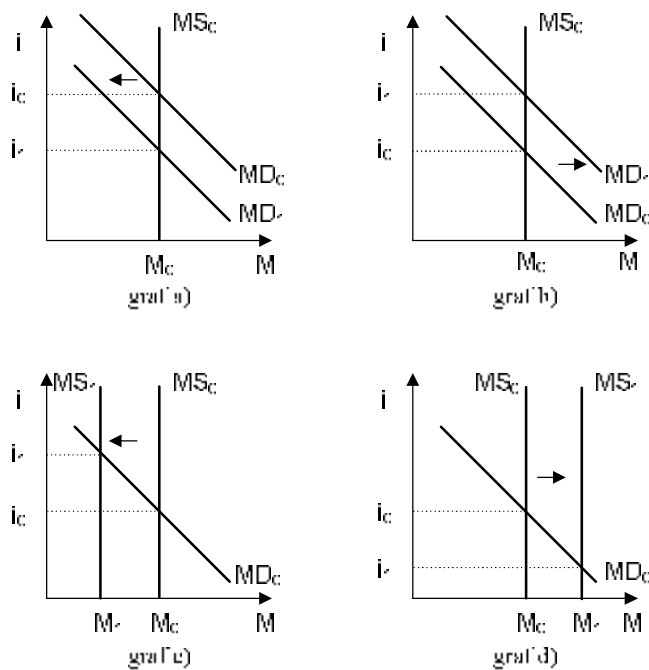 i MS₀
i₀
i₁
MD₀
MD₁
M₀ M
graf a)
i MS₀
i₁
i₀
MD₁
MD₀
M₀ M
graf b)
i MS₁ MS₀
i₁
i₀
MD₀
M₁ M₀ M
graf c)
i MS₀ MS₁
i₀
i₁
MD₀
M₀ M₁ M
graf d)